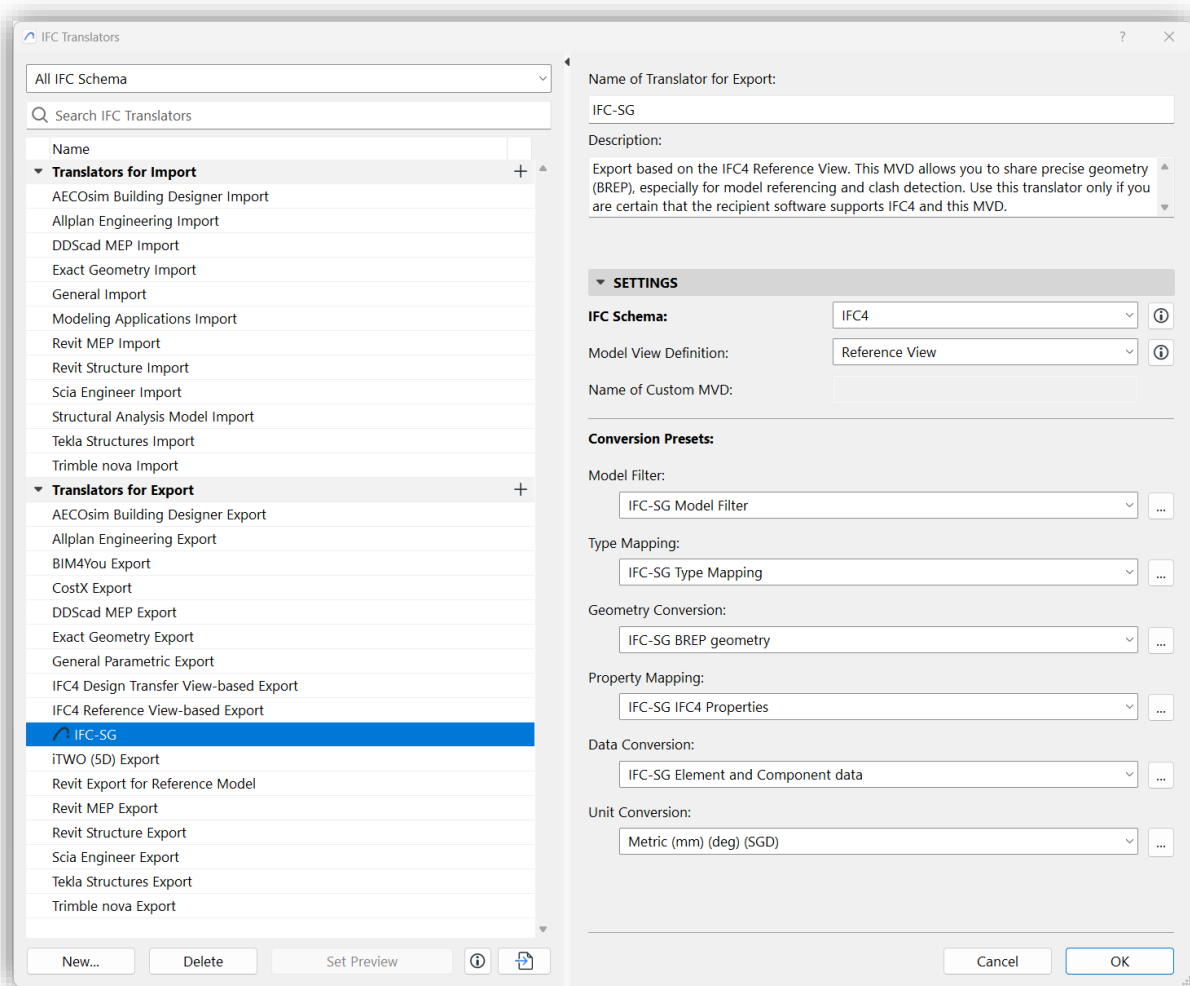 IFC Translators
?
All IFC Schema
Search IFC Translators
Name
Translators for Import
AECOsim Building Designer Import
Allplan Engineering Import
DDScad MEP Import
Exact Geometry Import
General Import
Modeling Applications Import
Revit MEP Import
Revit Structure Import
Scia Engineer Import
Structural Analysis Model Import
Tekla Structures Import
Trimble nova Import
Translators for Export
AECOsim Building Designer Export
Allplan Engineering Export
BIM4You Export
CostX Export
DDScad MEP Export
Exact Geometry Export
General Parametric Export
IFC4 Design Transfer View-based Export
IFC4 Reference View-based Export
IFC-SG
iTWO (5D) Export
Revit Export for Reference Model
Revit MEP Export
Revit Structure Export
Scia Engineer Export
Tekla Structures Export
Trimble nova Export
New...
Delete
Set Preview
Name of Translator for Export:
IFC-SG
Description:
Export based on the IFC4 Reference View. This MVD allows you to share precise geometry
(BREP), especially for model referencing and clash detection. Use this translator only if you
are certain that the recipient software supports IFC4 and this MVD.
SETTINGS
IFC Schema:
IFC4
Model View Definition:
Reference View
Name of Custom MVD:
Conversion Presets:
Model Filter:
IFC-SG Model Filter
...
Type Mapping:
IFC-SG Type Mapping
...
Geometry Conversion:
IFC-SG BREP geometry
...
Property Mapping:
IFC-SG IFC4 Properties
...
Data Conversion:
IFC-SG Element and Component data
...
Unit Conversion:
Metric (mm) (deg) (SGD)
...
Cancel
OK